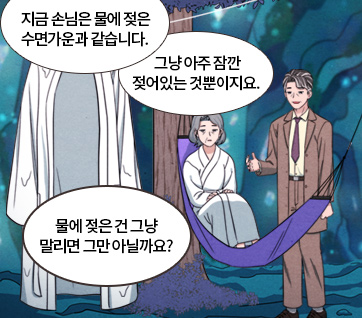 지금 손님은 물에 젖은
수면가운과 같습니다.
그냥 아주 잠깐
젖어있는 것뿐이지요.
물에 젖은 건 그냥
말리면 그만 아닐까요?